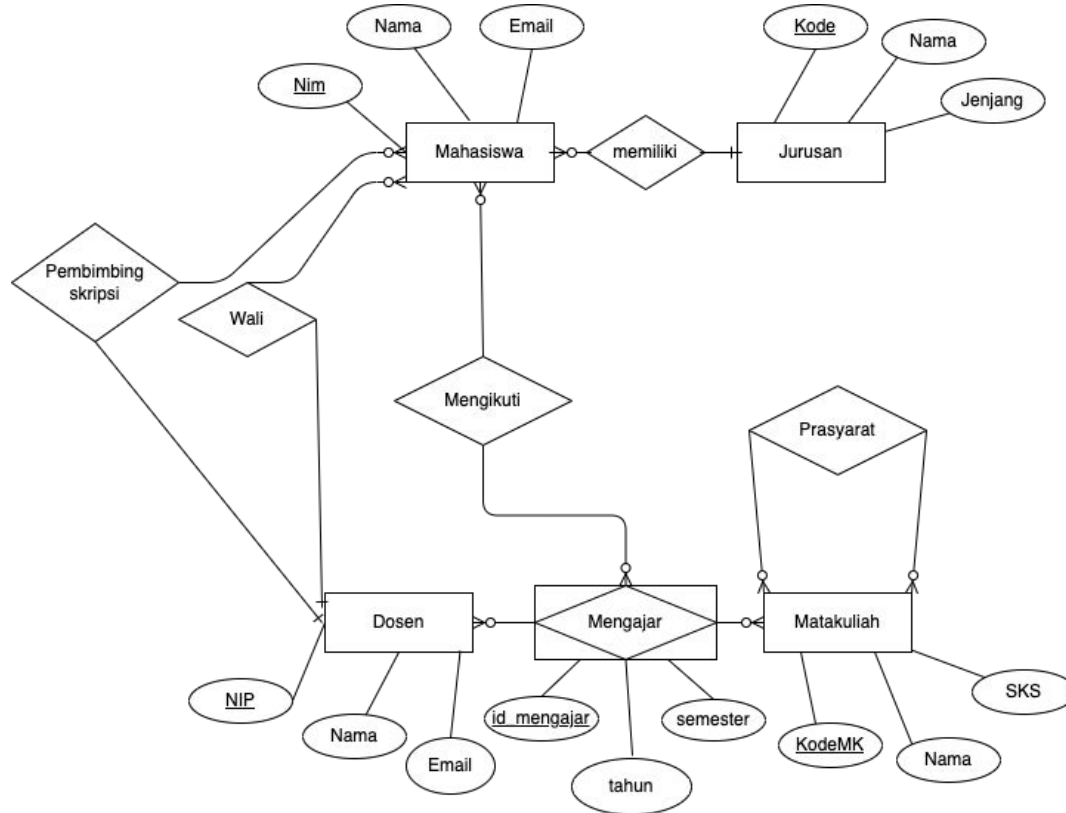 Nama
Email
Kode
Nama
Nim
Jenjang
Mahasiswa
memiliki
Jurusan
Pembimbing
skripsi
Wali
Mengikuti
Prasyarat
Dosen
Mengajar
Matakuliah
NIP
Nama
Email
id_mengajar
tahun
semester
KodeMK
Nama
SKS